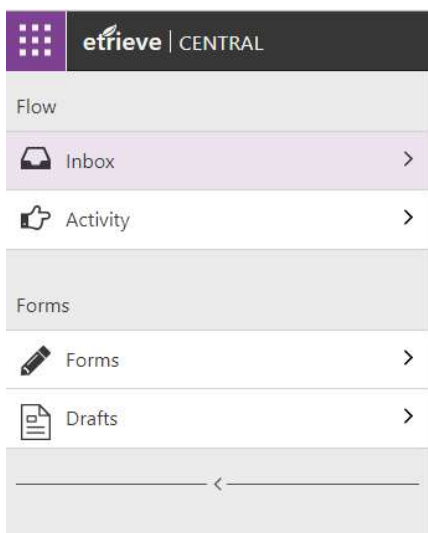 etrieve | CENTRAL
Flow
Inbox
Activity
Forms
Forms
Drafts